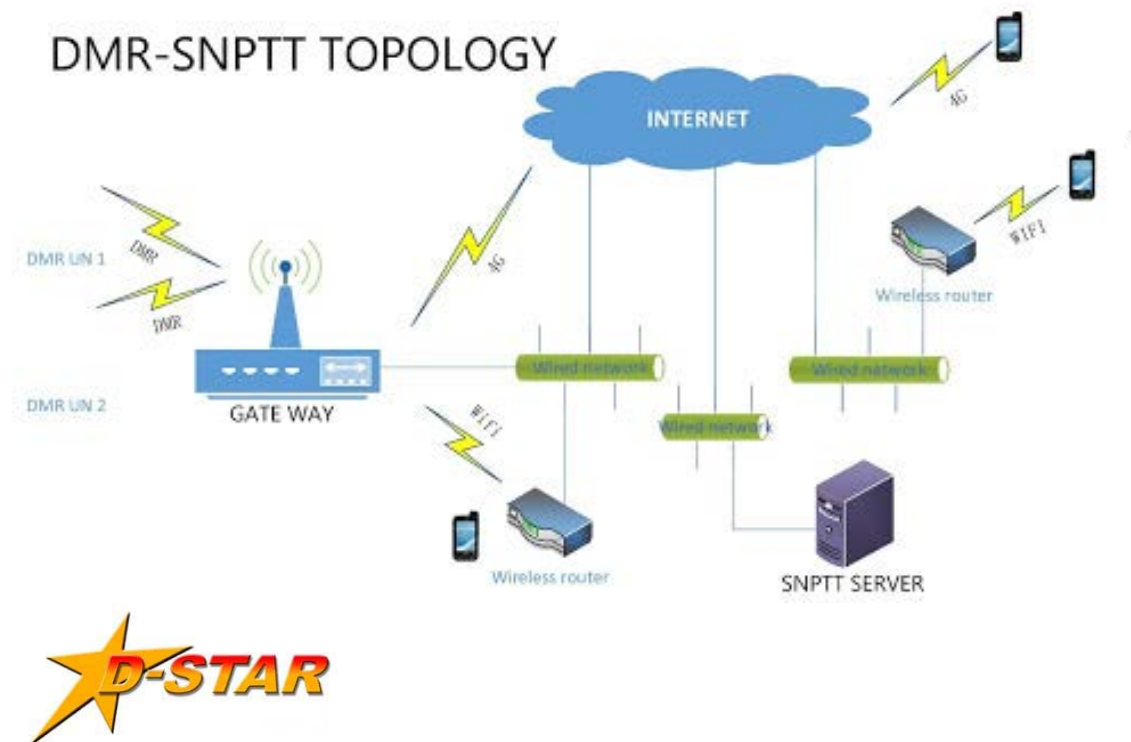 DMR-SNPTT TOPOLOGY
INTERNET
4G
WIFI
DMR UN 1
DMR
DMR
4G
Wireless router
Wired network
Wired network
DMR UN 2
GATE WAY
WiFi
Wired network
Wireless router
SNPTT SERVER
D-STAR